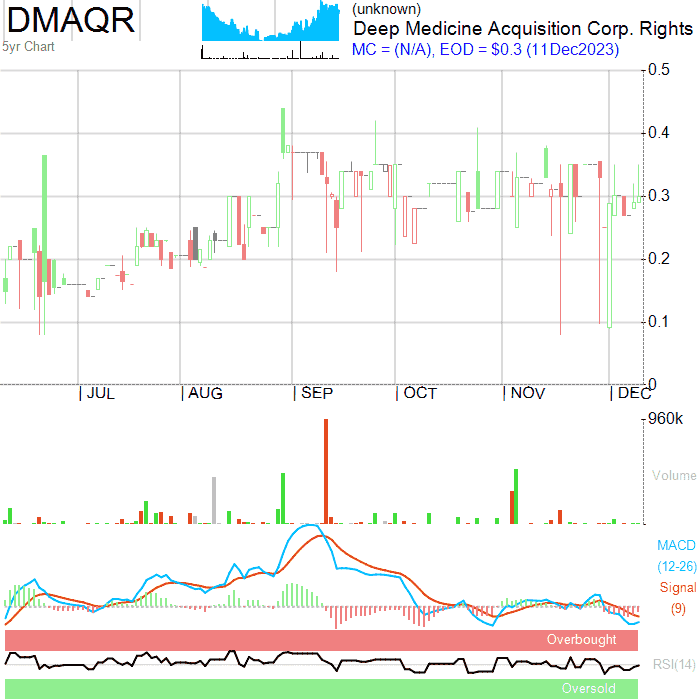 DMAQR
5yr Chart
(unknown)
Deep Medicine Acquisition Corp. Rights
MC = (N/A), EOD = $0.3 (11Dec2023)
0.5
0.4
0.3
0.2
0.1
0
JUL AUG SEP OCT NOV DEC
960k
Volume
MACD
(12-26)
Signal
(9)
Overbought
RSI(14)
Oversold